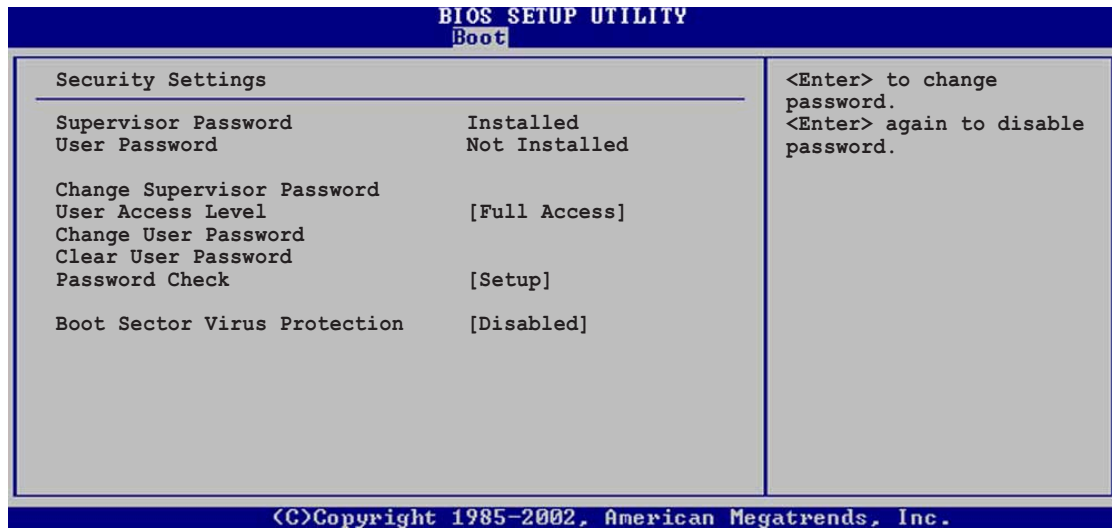 BIOS SETUP UTILITY
Boot
Security Settings
Supervisor Password Installed
User Password Not Installed
Change Supervisor Password
User Access Level [Full Access]
Change User Password
Clear User Password
Password Check [Setup]
Boot Sector Virus Protection [Disabled]
<Enter> to change
password.
<Enter> again to disable
password.
(C)Copyright 1985-2002, American Megatrends, Inc.